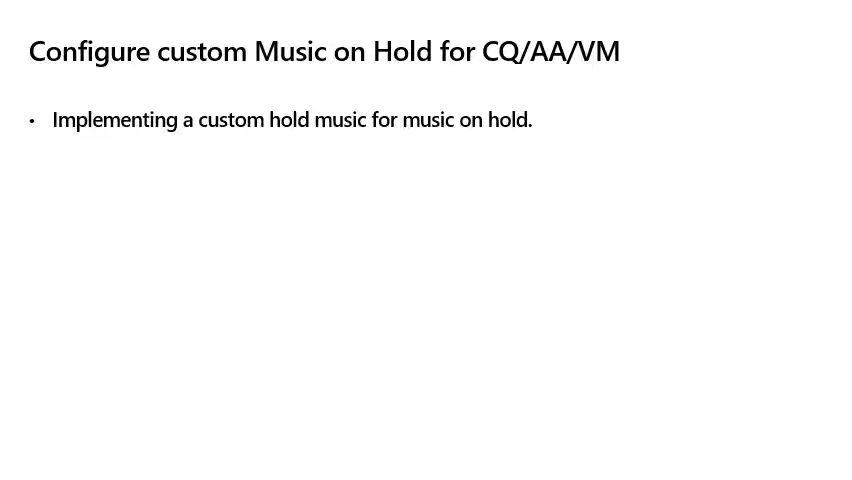 Configure custom Music on Hold for CQ/AA/VM
• Implementing a custom hold music for music on hold.